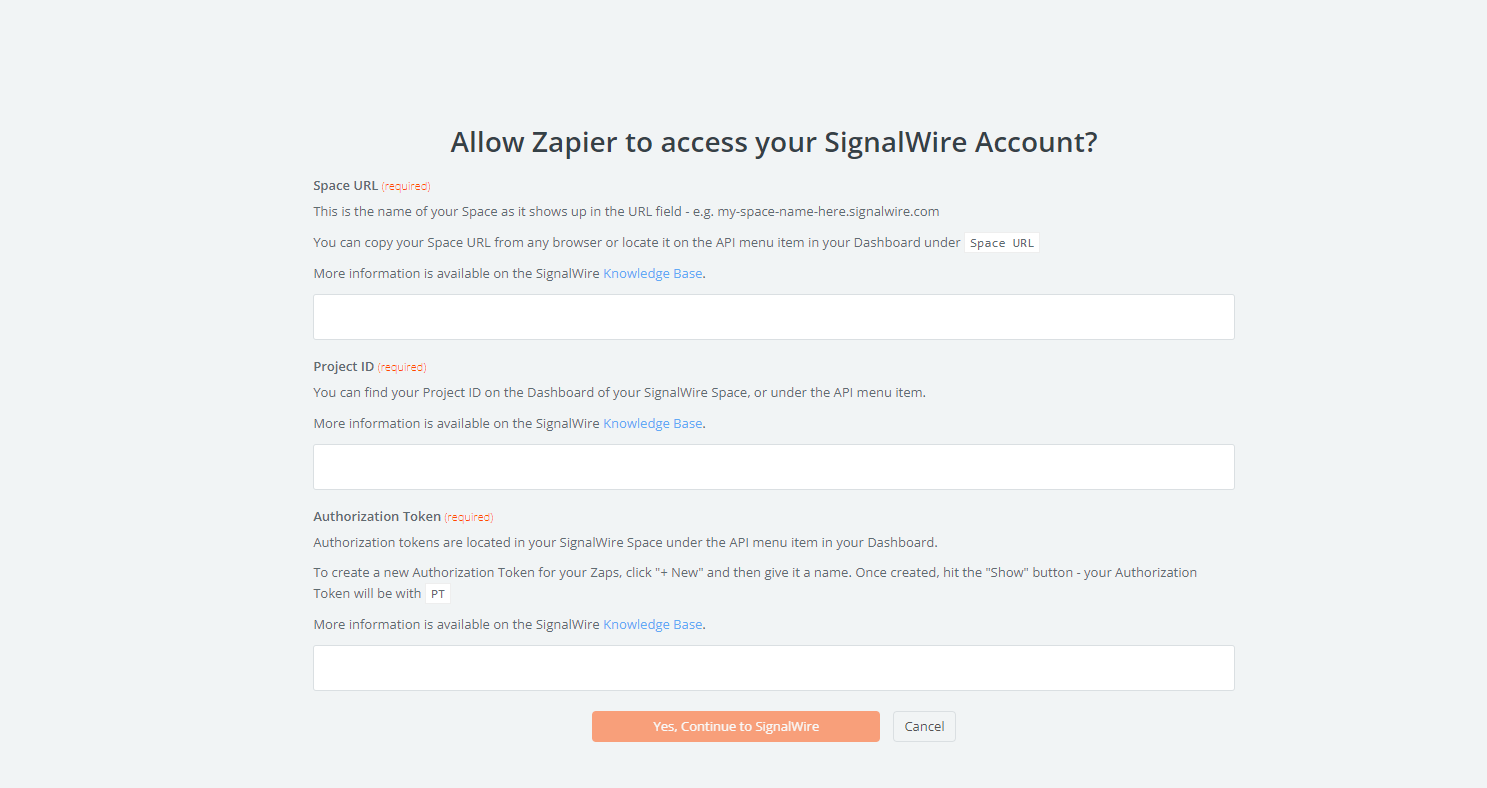 Allow Zapier to access your SignalWire Account?
Space URL (required)
This is the name of your Space as it shows up in the URL field - e.g. my-space-name-here.signalwire.com
You can copy your Space URL from any browser or locate it on the API menu item in your Dashboard under Space URL
More information is available on the SignalWire Knowledge Base.
Project ID (required)
You can find your Project ID on the Dashboard of your SignalWire Space, or under the API menu item.
More information is available on the SignalWire Knowledge Base.
Authorization Token (required)
Authorization tokens are located in your SignalWire Space under the API menu item in your Dashboard.
To create a new Authorization Token for your Zaps, click "+ New" and then give it a name. Once created, hit the "Show" button - your Authorization
Token will be with PT
More information is available on the SignalWire Knowledge Base.
Yes, Continue to SignalWire Cancel